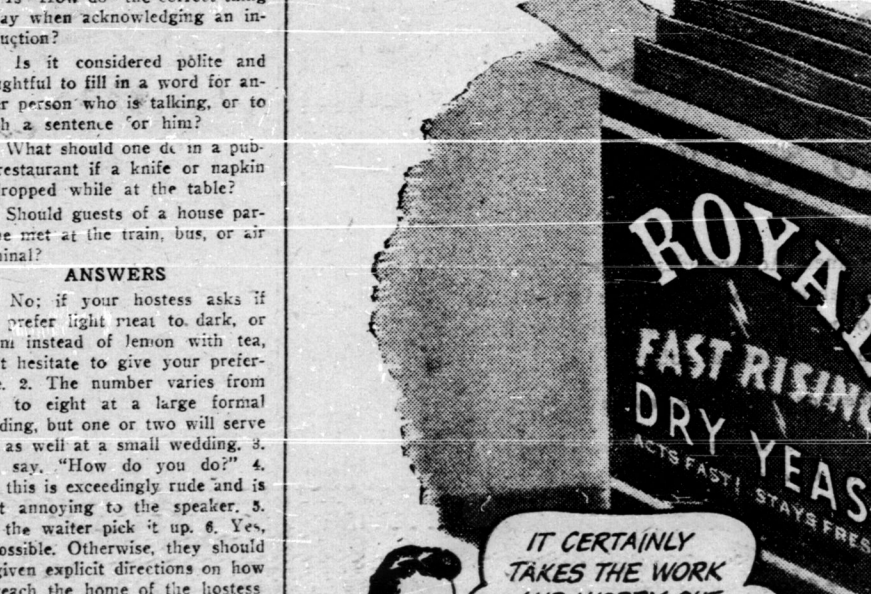 ay when acknowledging an in-
uction?
Is it considered polite and
ghtful to fill in a word for an-
r person who is talking, or to
h a sentence for him?
What should one do in a pub-
restaurant if a knife or napkin
ropped while at the table?
Should guests of a house par-
e met at the train, bus, or air
inal?
ANSWERS
No; if your hostess asks if
prefer light meat to dark, or
m instead of lemon with tea,
t hesitate to give your prefer-
. 2. The number varies from
to eight at a large formal
ding, but one or two will serve
as well at a small wedding. 3.
say, "How do you do?" 4.
this is exceedingly rude and is
t annoying to the speaker. 5.
the waiter pick it up. 6. Yes,
ossible. Otherwise, they should
given explicit directions on how
each the home of the hostess
ROYAL
FAST RISING
DRY YEAS
ACTS FAST! STAYS FRES
IT CERTAINLY
TAKES THE WORK